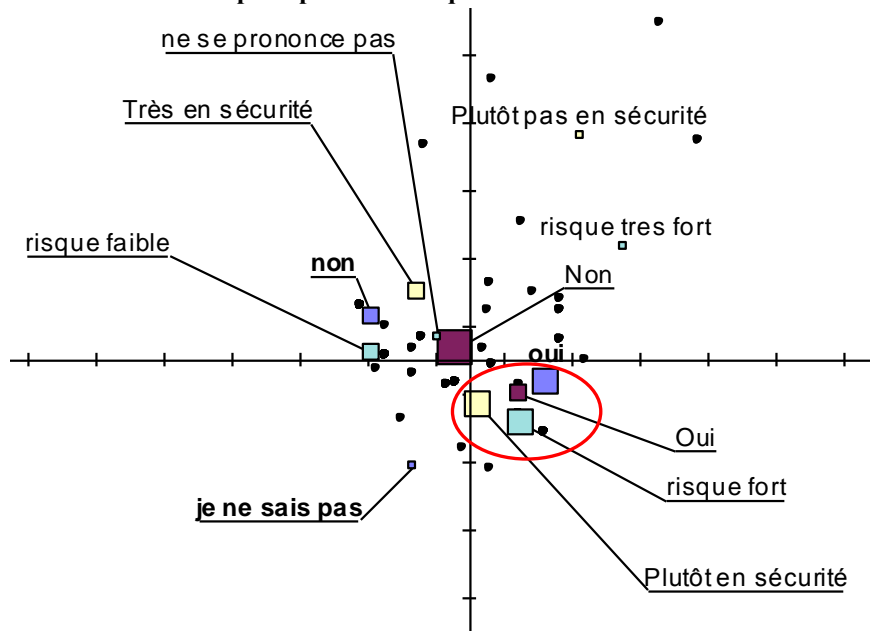 ne se prononce pas
Très en sécurité
Plutôt pas en sécurité
risque tres fort
risque faible
non
Non
oui
Oui
risque fort
je ne sais pas
Plutôt en sécurité